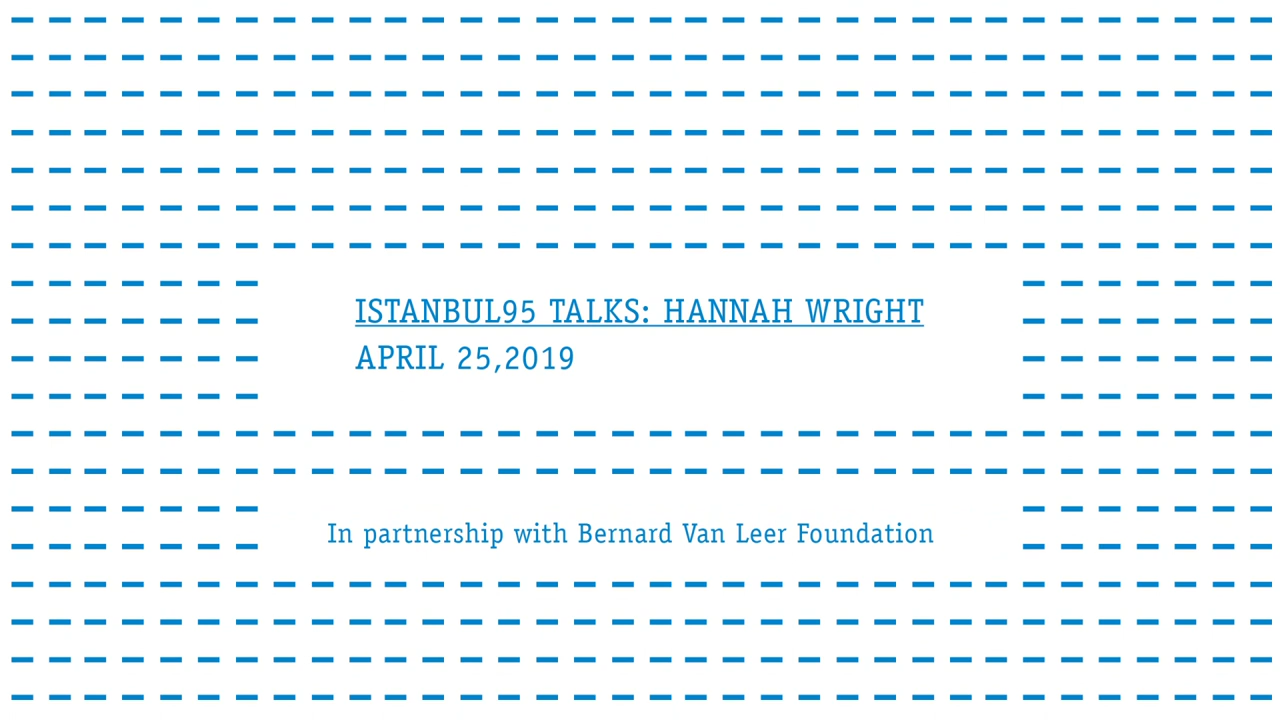 ISTANBUL95 TALKS: HANNAH WRIGHT
APRIL 25,2019
In partnership with Bernard Van Leer Foundation